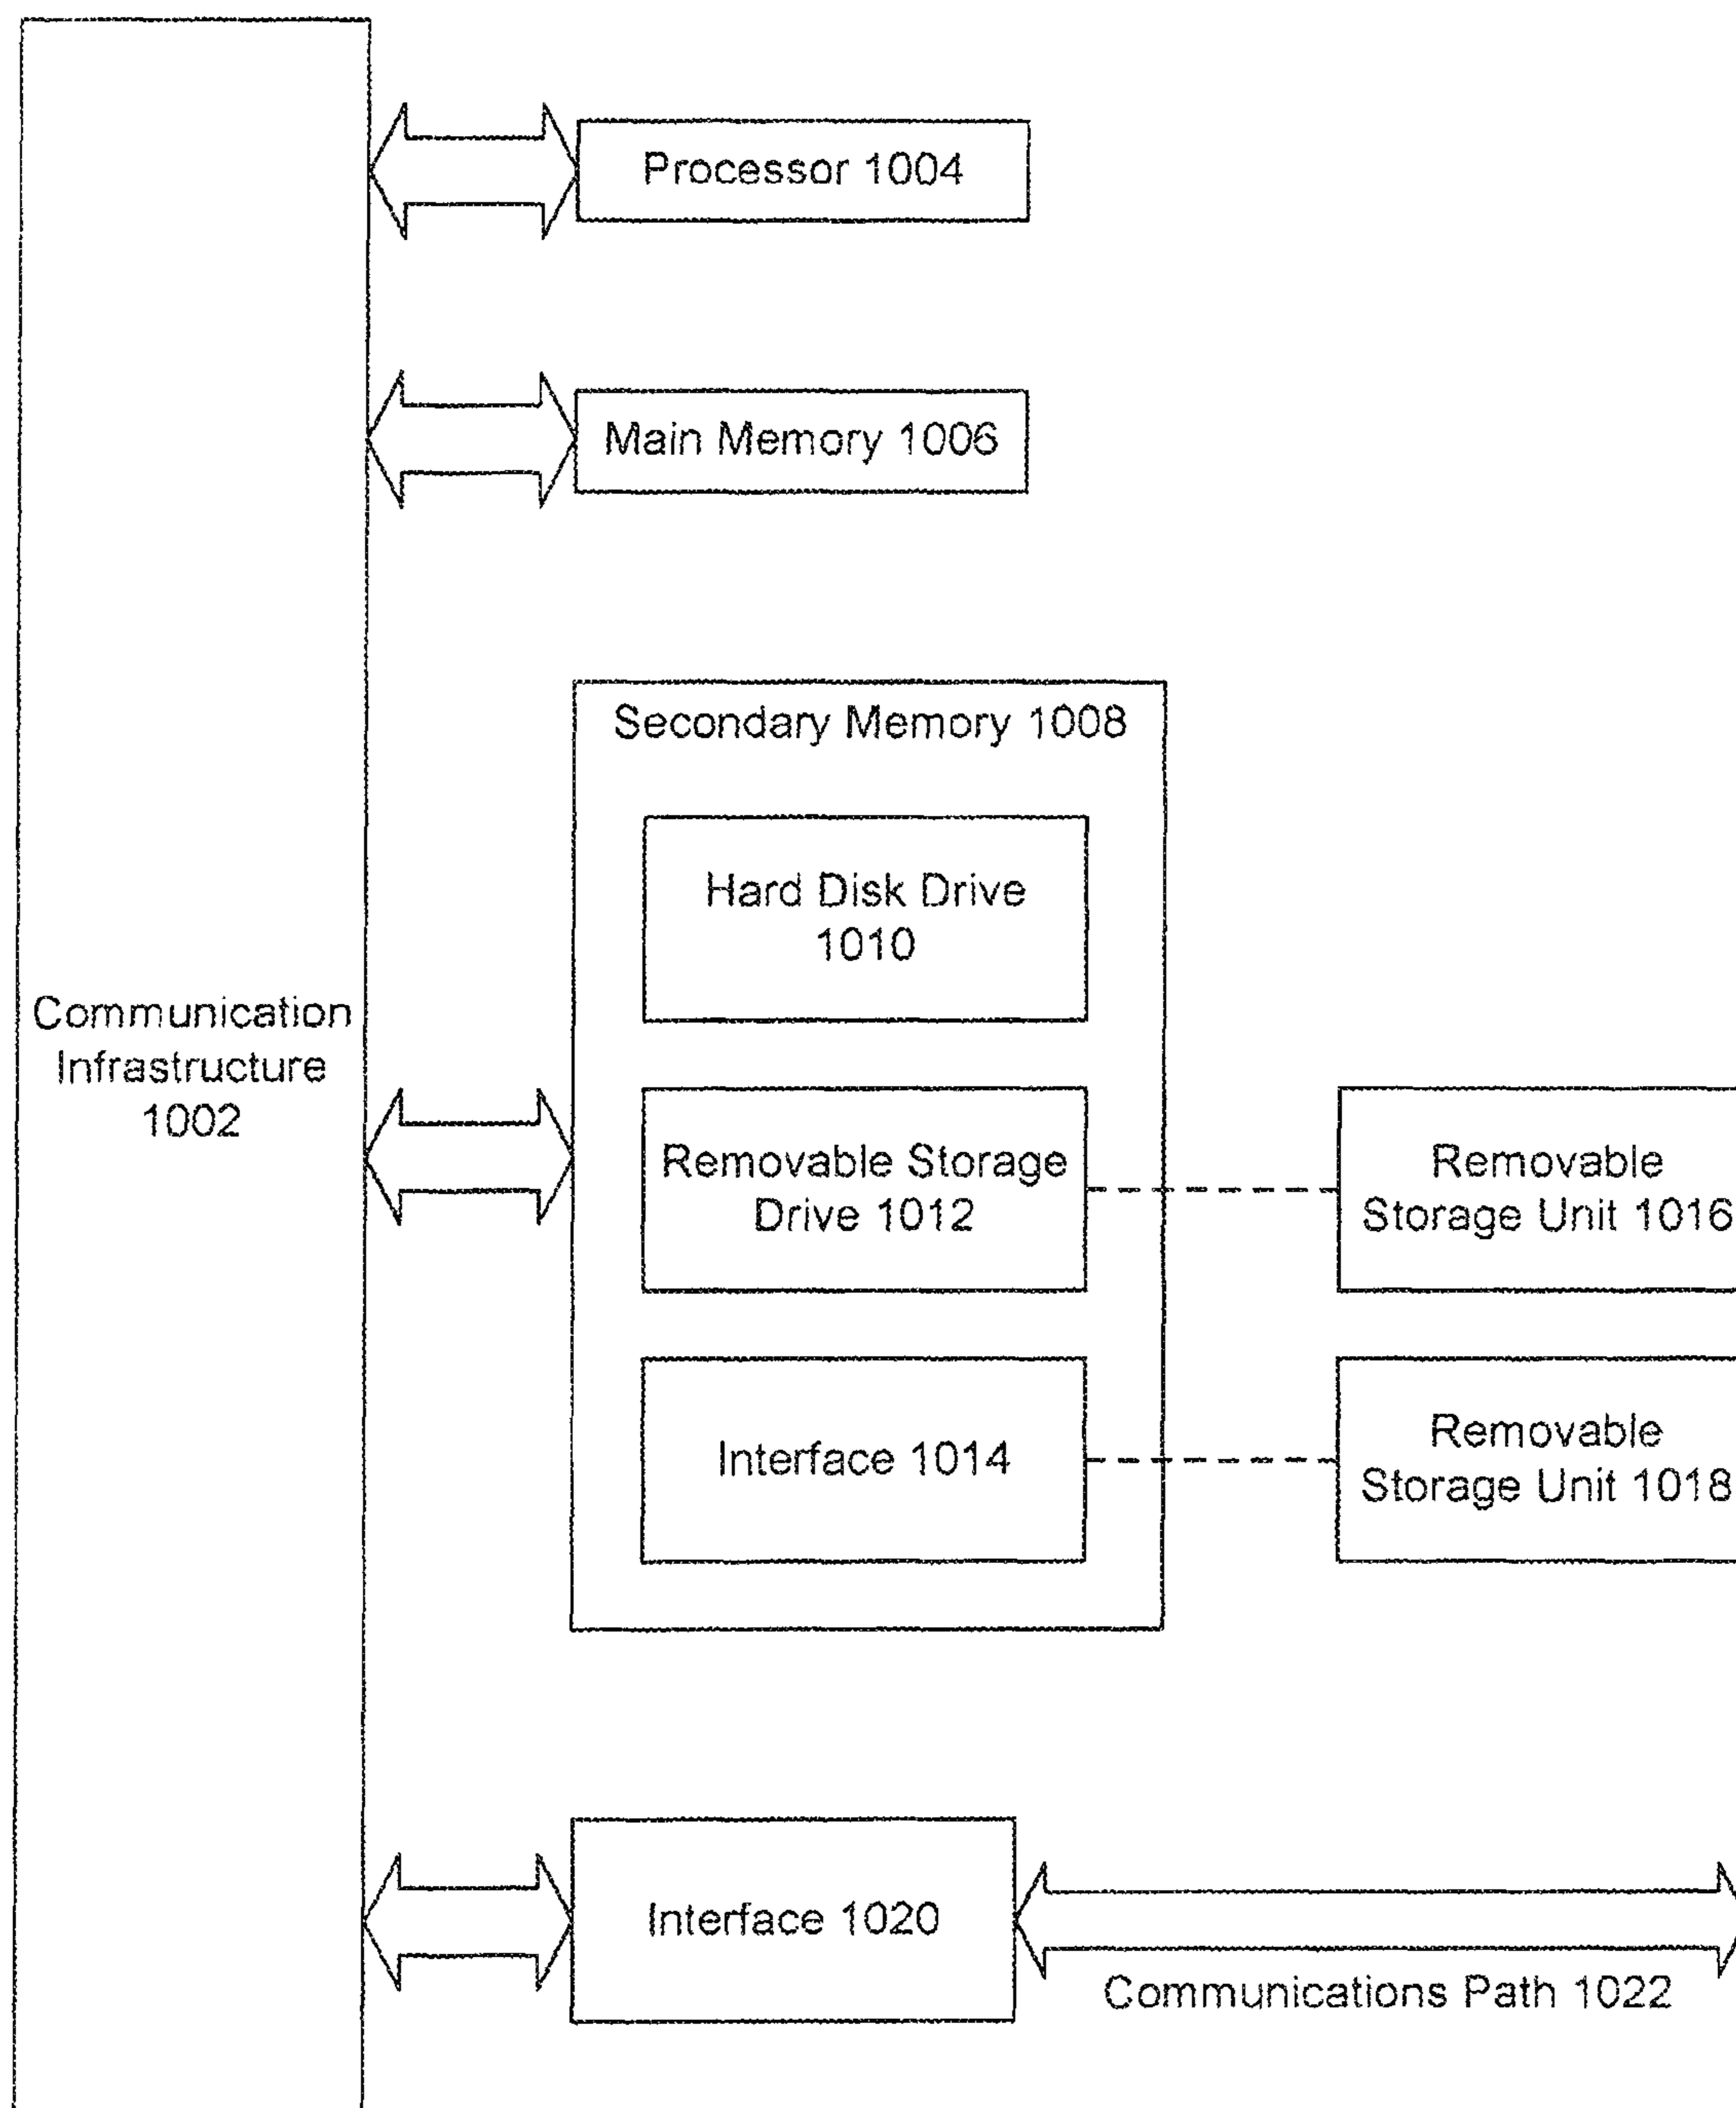 Processor 1004
Main Memory 1006
Secondary Memory 1008
Hard Disk Drive
1010
Communication
Infrastructure
1002
Removable Storage
Drive 1012
Removable
Storage Unit 1016
Interface 1014
Removable
Storage Unit 1018
Interface 1020
Communications Path 1022